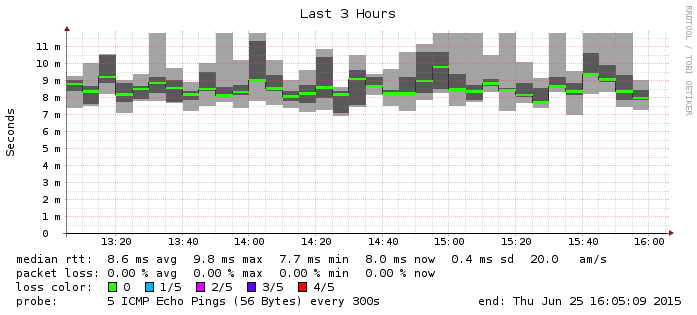 Last 3 Hours
RRDTOOL / TOBI OETIKER
Seconds
11 m
10 m
9 m
8 m
7 m
6 m
5 m
4 m
3 m
2 m
1 m
0
13:20 13:40 14:00 14:20 14:40 15:00 15:20 15:40 16:00
median rtt: 8.6 ms avg 9.8 ms max 7.7 ms min 8.0 ms now 0.4 ms sd 20.0 am/s
packet loss: 0.00 % avg 0.00 % max 0.00 % min 0.00 % now
loss color: 0 1/5 2/5 3/5 4/5
probe: 5 ICMP Echo Pings (56 Bytes) every 300s end: Thu Jun 25 16:05:09 2015